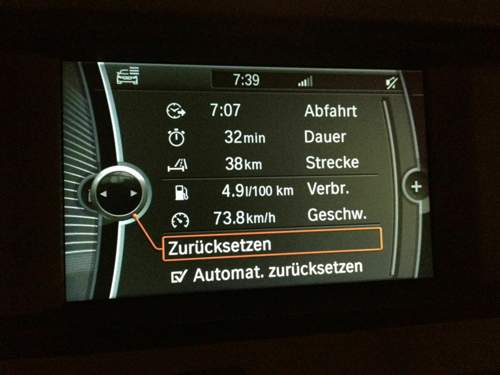 7:39
7:07 Abfahrt
32min Dauer
38km Strecke
4.9l/100 km Verbr.
73.8km/h Geschw.
Zurücksetzen
Automat. zurücksetzen